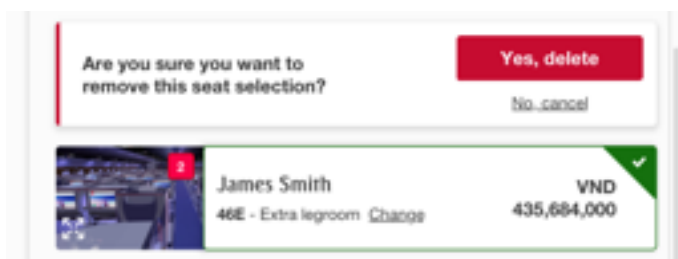 Are you sure you want to
remove this seat selection?
Yes, delete
No, cancel
2
James Smith
46E - Extra legroom Change
VND
435,684,000